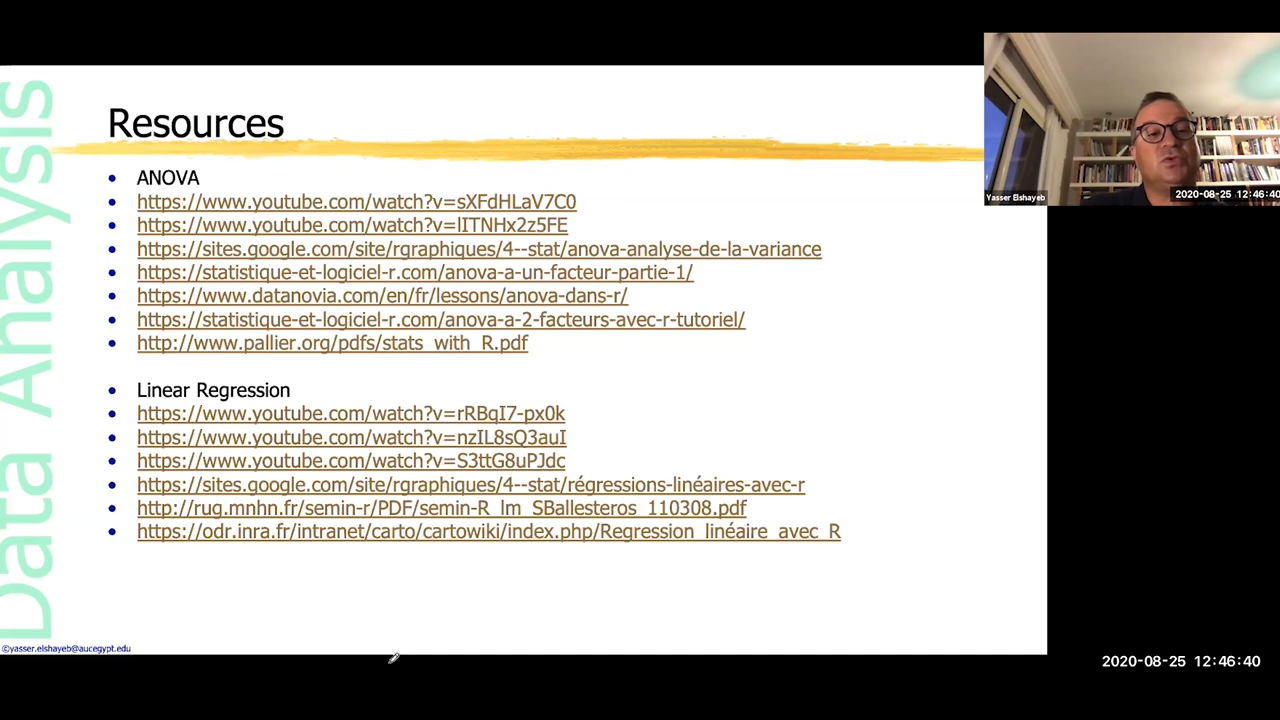 Data Analysis
Resources
• ANOVA
• https://www.youtube.com/watch?v=sXFdHLaV7C0
• https://www.youtube.com/watch?v=lITNHx2z5FE
• https://sites.google.com/site/rgraphiques/4--stat/anova-analyse-de-la-variance
• https://statistique-et-logiciel-r.com/anova-a-un-facteur-partie-1/
• https://www.datanovia.com/en/fr/lessons/anova-dans-r/
• https://statistique-et-logiciel-r.com/anova-a-2-facteurs-avec-r-tutoriel/
• http://www.pallier.org/pdfs/stats_with_R.pdf
• Linear Regression
• https://www.youtube.com/watch?v=rRBqI7-px0k
• https://www.youtube.com/watch?v=nzIL8sQ3auI
• https://www.youtube.com/watch?v=S3ttG8uPJdc
• https://sites.google.com/site/rgraphiques/4--stat/régressions-linéaires-avec-r
• http://rug.mnhn.fr/semin-r/PDF/semin-R_lm_SBallesteros_110308.pdf
• https://odr.inra.fr/intranet/carto/cartowiki/index.php/Regression_linéaire_avec_R
©yasser.elshayeb@aucegypt.edu
Yasser Elshayeb
2020-08-25 12:46:40
2020-08-25 12:46:40